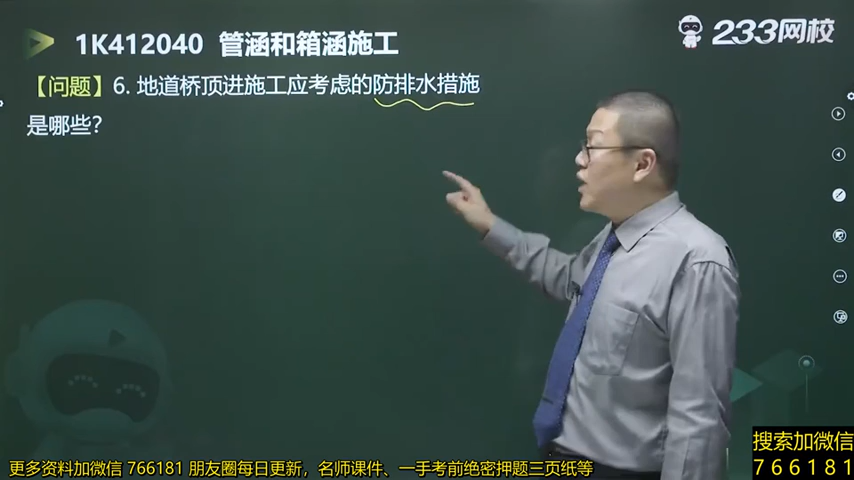 1K412040 管涵和箱涵施工
233网校
【问题】6. 地道桥顶进施工应考虑的防排水措施
是哪些?
搜索加微信
766181
更多资料加微信 766181 朋友圈每日更新，名师课件、一手考前绝密押题三页纸等